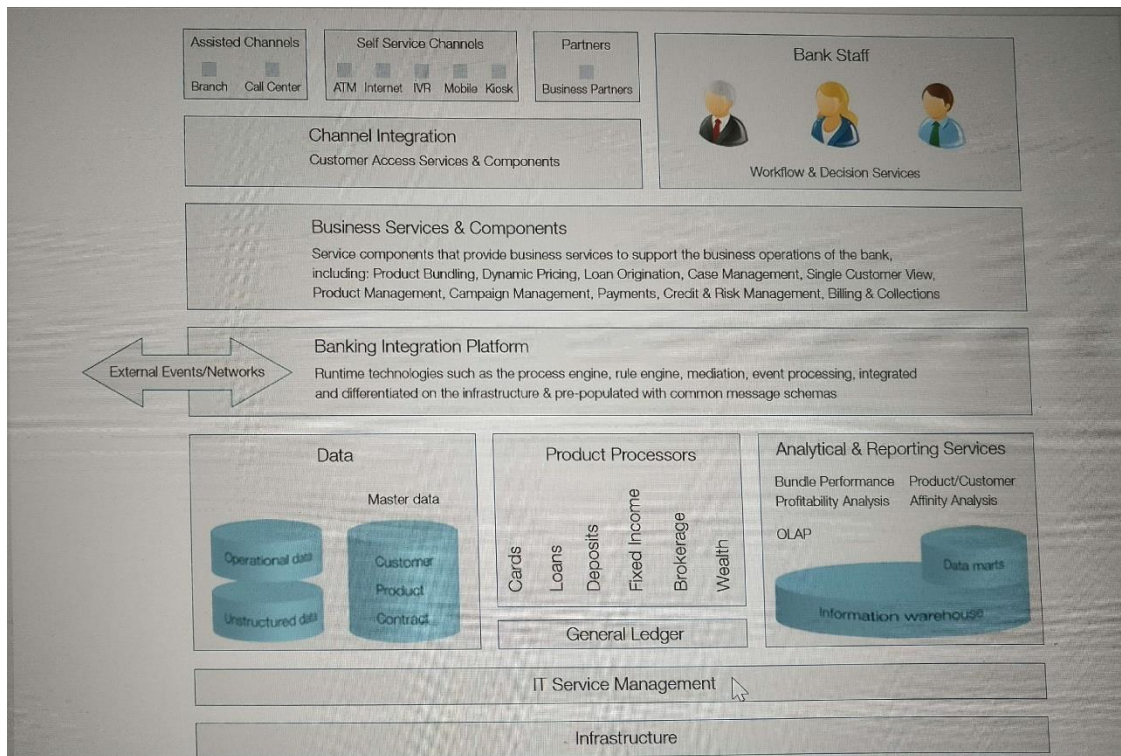 Assisted Channels
Branch Call Center
Self Service Channels
ATM Internet IVR Mobile Kiosk
Partners
Business Partners
Bank Staff
Workflow & Decision Services
Channel Integration
Customer Access Services & Components
Business Services & Components
Service components that provide business services to support the business operations of the bank,
including: Product Bundling, Dynamic Pricing, Loan Origination, Case Management, Single Customer View,
Product Management, Campaign Management, Payments, Credit & Risk Management, Billing & Collections
External Events/Networks
Banking Integration Platform
Runtime technologies such as the process engine, rule engine, mediation, event processing, integrated
and differentiated on the infrastructure & pre-populated with common message schemas
Data
Master data
Operational data
Unstructured data
Customer
Product
Contract
Product Processors
Cards
Loans
Deposits
Fixed Income
Brokerage
Wealth
General Ledger
Analytical & Reporting Services
Bundle Performance Product/Customer
Profitability Analysis Affinity Analysis
OLAP
Data marts
Information warehouse
IT Service Management
Infrastructure